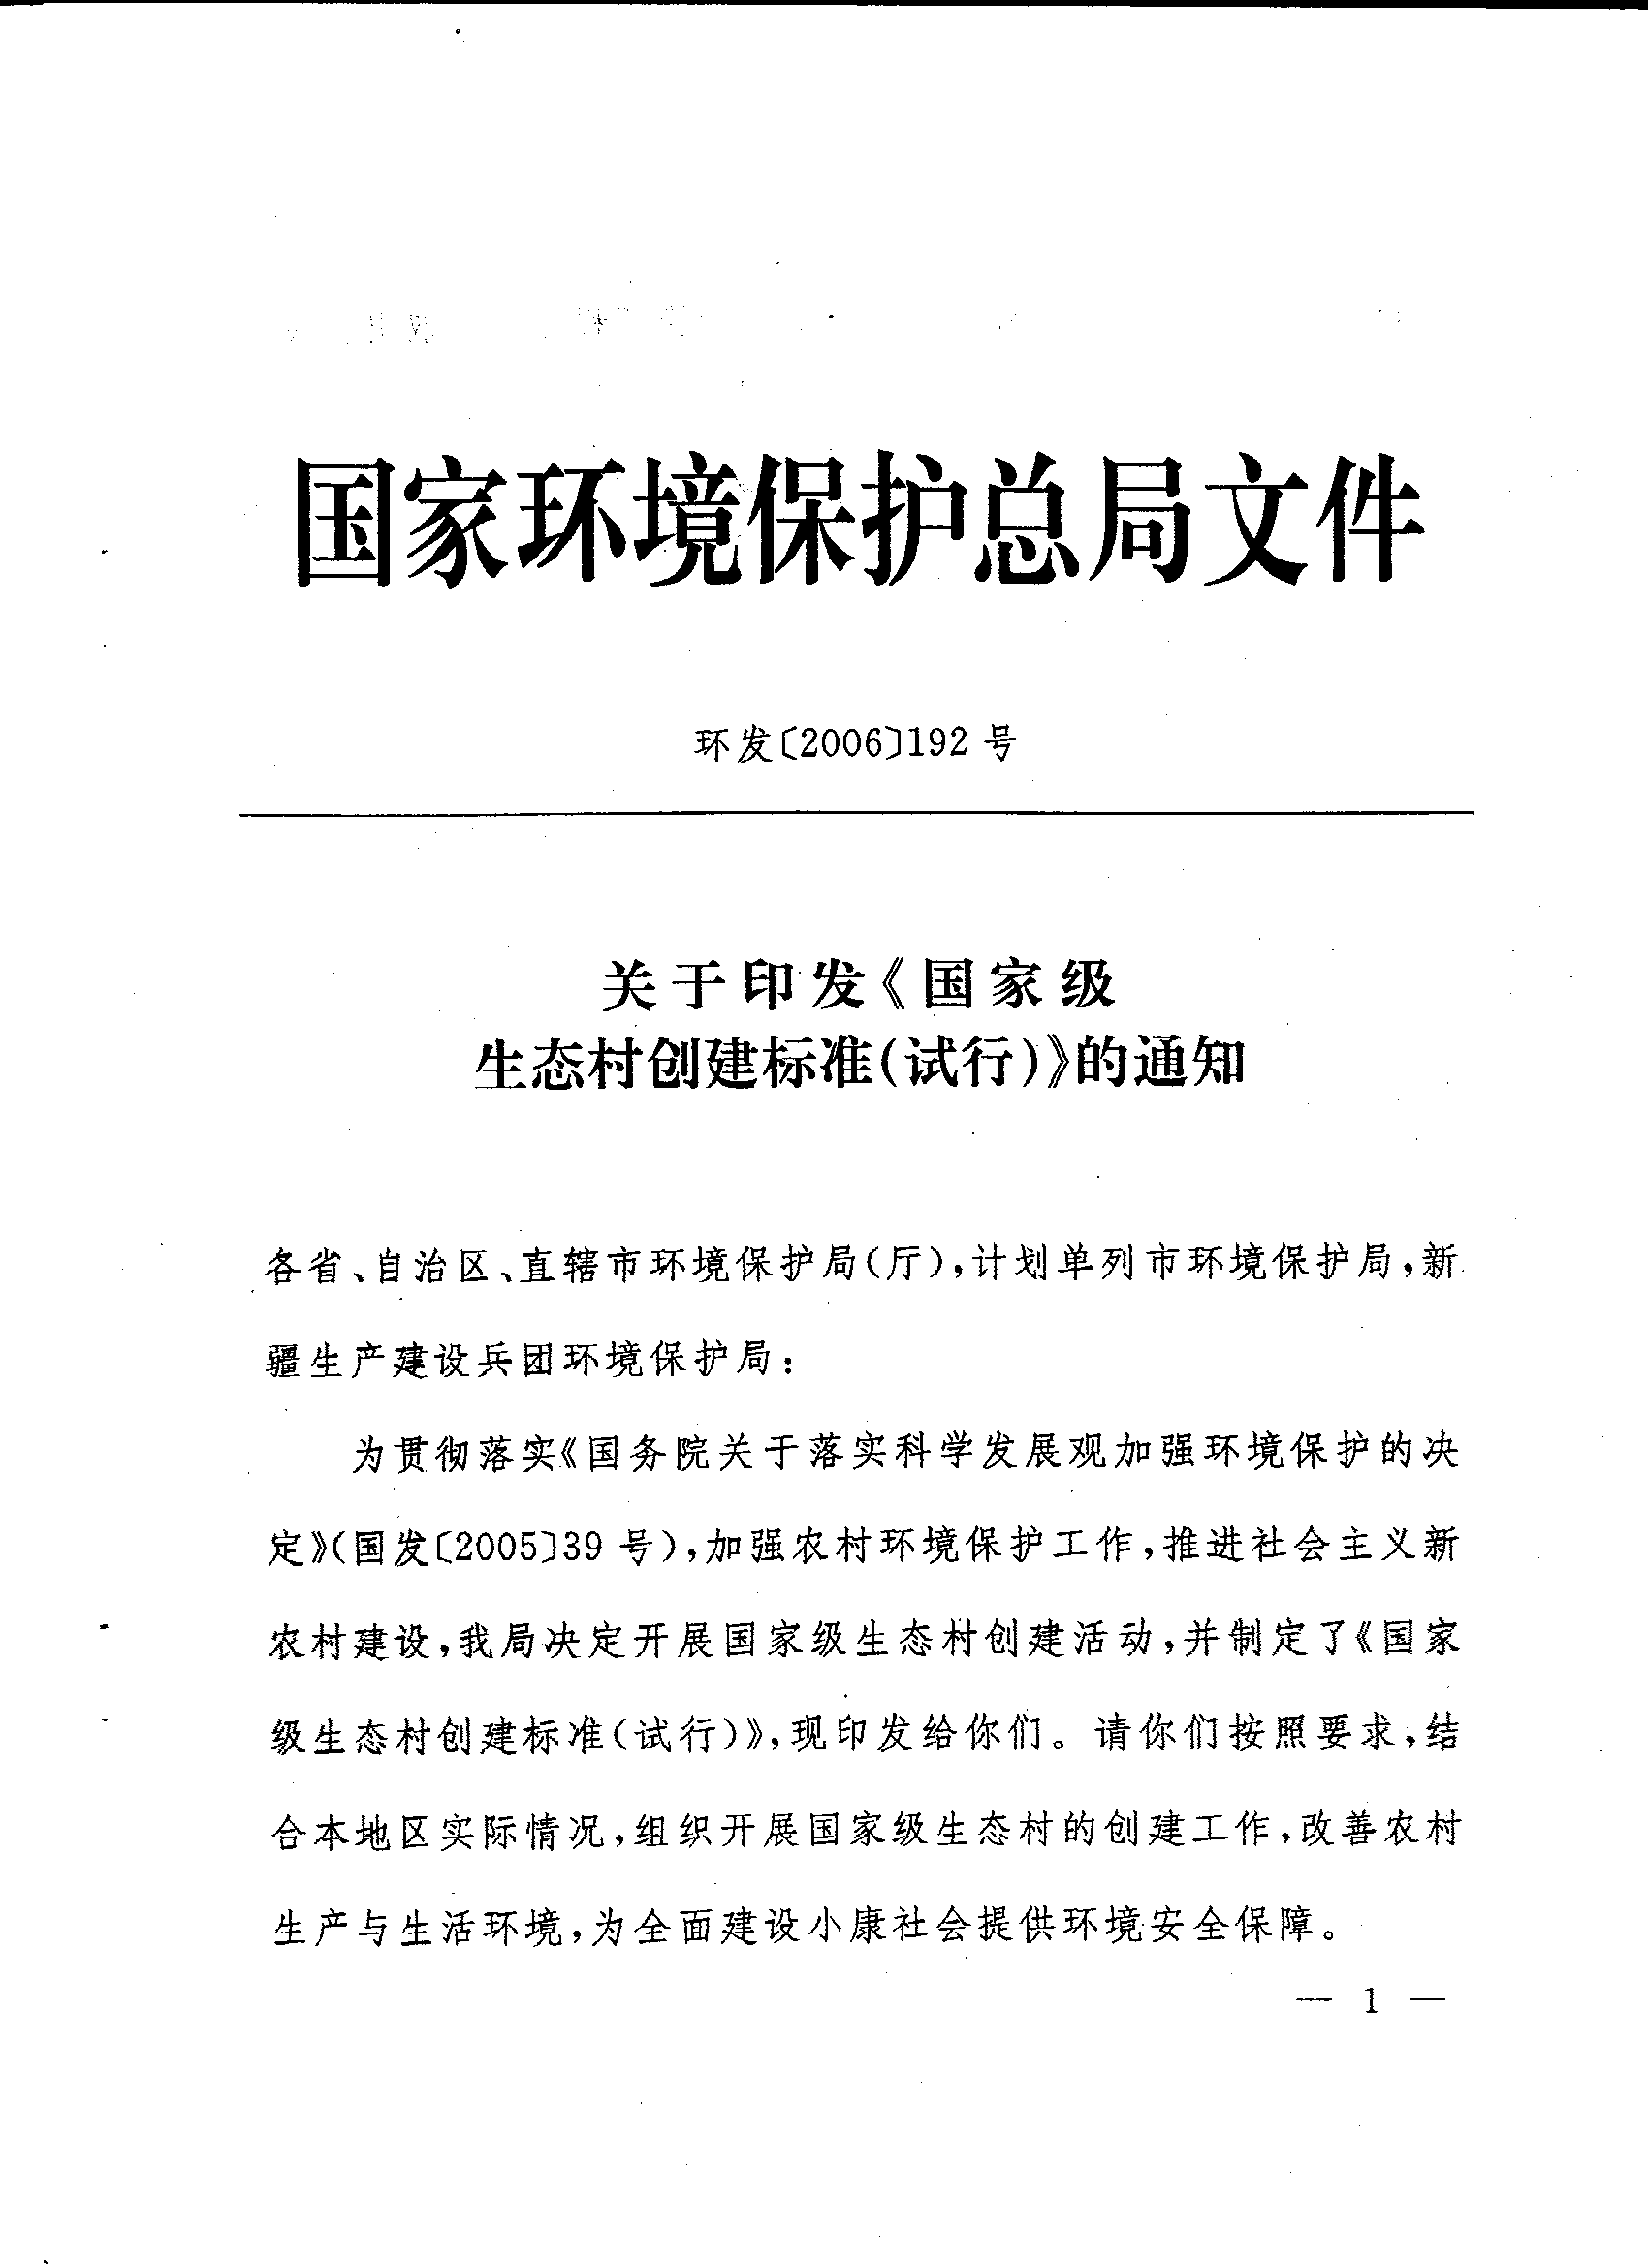 国家环境保护总局文件
环发〔2006〕192号
关于印发《国家级
生态村创建标准(试行)》的通知
各省、自治区、直辖市环境保护局(厅),计划单列市环境保护局,新
疆生产建设兵团环境保护局:
为贯彻落实《国务院关于落实科学发展观加强环境保护的决
定》(国发〔2005〕39号),加强农村环境保护工作,推进社会主义新
农村建设,我局决定开展国家级生态村创建活动,并制定了《国家
级生态村创建标准(试行)》,现印发给你们。请你们按照要求,结
合本地区实际情况,组织开展国家级生态村的创建工作,改善农村
生产与生活环境,为全面建设小康社会提供环境安全保障。
— 1 —